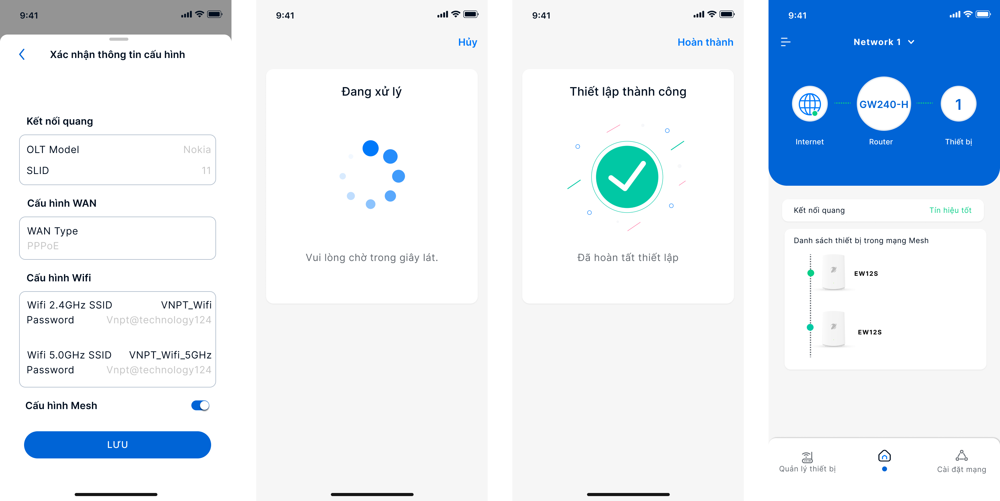 9:41
Xác nhận thông tin cấu hình
Kết nối quang
OLT Model Nokia
SLID 11
Cấu hình WAN
WAN Type
PPPoE
Cấu hình Wifi
Wifi 2.4GHz SSID VNPT_Wifi
Password Vnpt@technology124
Wifi 5.0GHz SSID VNPT_Wifi_5GHz
Password Vnpt@technology124
Cấu hình Mesh
LƯU
9:41
Hủy
Đang xử lý
Vui lòng chờ trong giây lát.
9:41
Hoàn thành
Thiết lập thành công
Đã hoàn tất thiết lập
9:41
Network 1
GW240-H
1
Internet Router Thiết bị
Kết nối quang Tín hiệu tốt
Danh sách thiết bị trong mạng Mesh
EW12S
EW12S
Quản lý thiết bị Cài đặt mạng